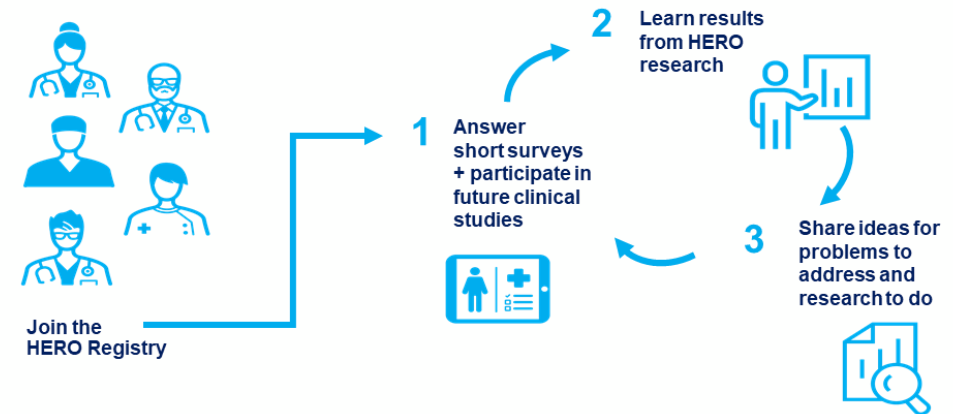 Join the
HERO Registry
1
Answer
short surveys
+ participate in
future clinical
studies
2
Learn results
from HERO
research
3
Share ideas for
problems to
address and
research to do